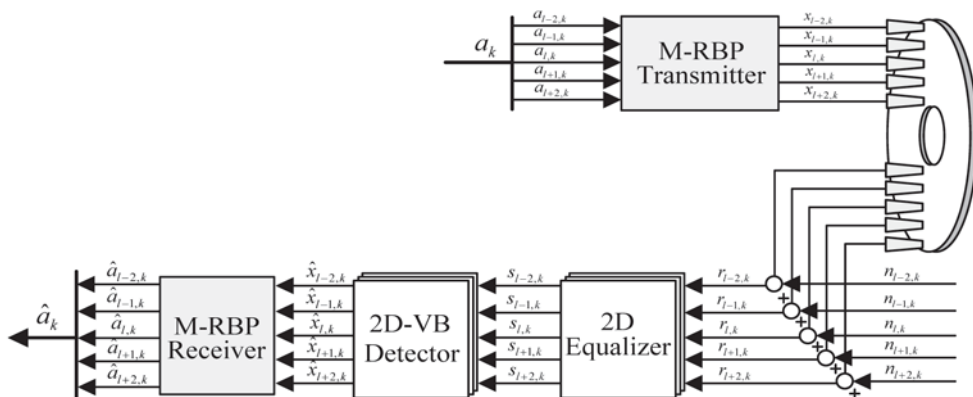 a_k
a_{l-2,k}
a_{l-1,k}
a_{l,k}
a_{l+1,k}
a_{l+2,k}
M-RBP
Transmitter
x_{l-2,k}
x_{l-1,k}
x_{l,k}
x_{l+1,k}
x_{l+2,k}
â_k
â_{l-2,k}
â_{l-1,k}
â_{l,k}
â_{l+1,k}
â_{l+2,k}
M-RBP
Receiver
x̂_{l-2,k}
x̂_{l-1,k}
x̂_{l,k}
x̂_{l+1,k}
x̂_{l+2,k}
2D-VB
Detector
s_{l-2,k}
s_{l-1,k}
s_{l,k}
s_{l+1,k}
s_{l+2,k}
2D
Equalizer
r_{l-2,k}
r_{l-1,k}
r_{l,k}
r_{l+1,k}
r_{l+2,k}
+
+
+
+
+
n_{l-2,k}
n_{l-1,k}
n_{l,k}
n_{l+1,k}
n_{l+2,k}